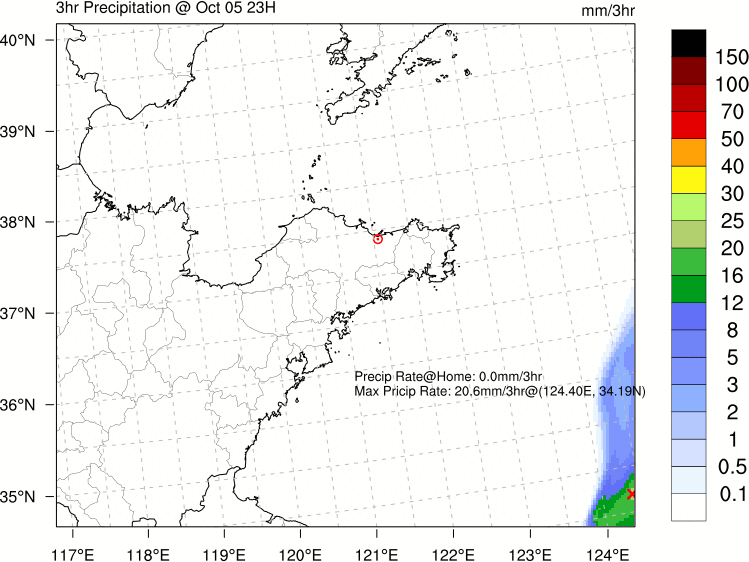 3hr Precipitation @ Oct 05 23H
mm/3hr
40°N
39°N
38°N
37°N
36°N
35°N
Precip Rate@Home: 0.0mm/3hr
Max Pricip Rate: 20.6mm/3hr@(124.40E, 34.19N)
117°E 118°E 119°E 120°E 121°E 122°E 123°E 124°E
150
100
70
50
40
30
25
20
16
12
8
5
3
2
1
0.5
0.1